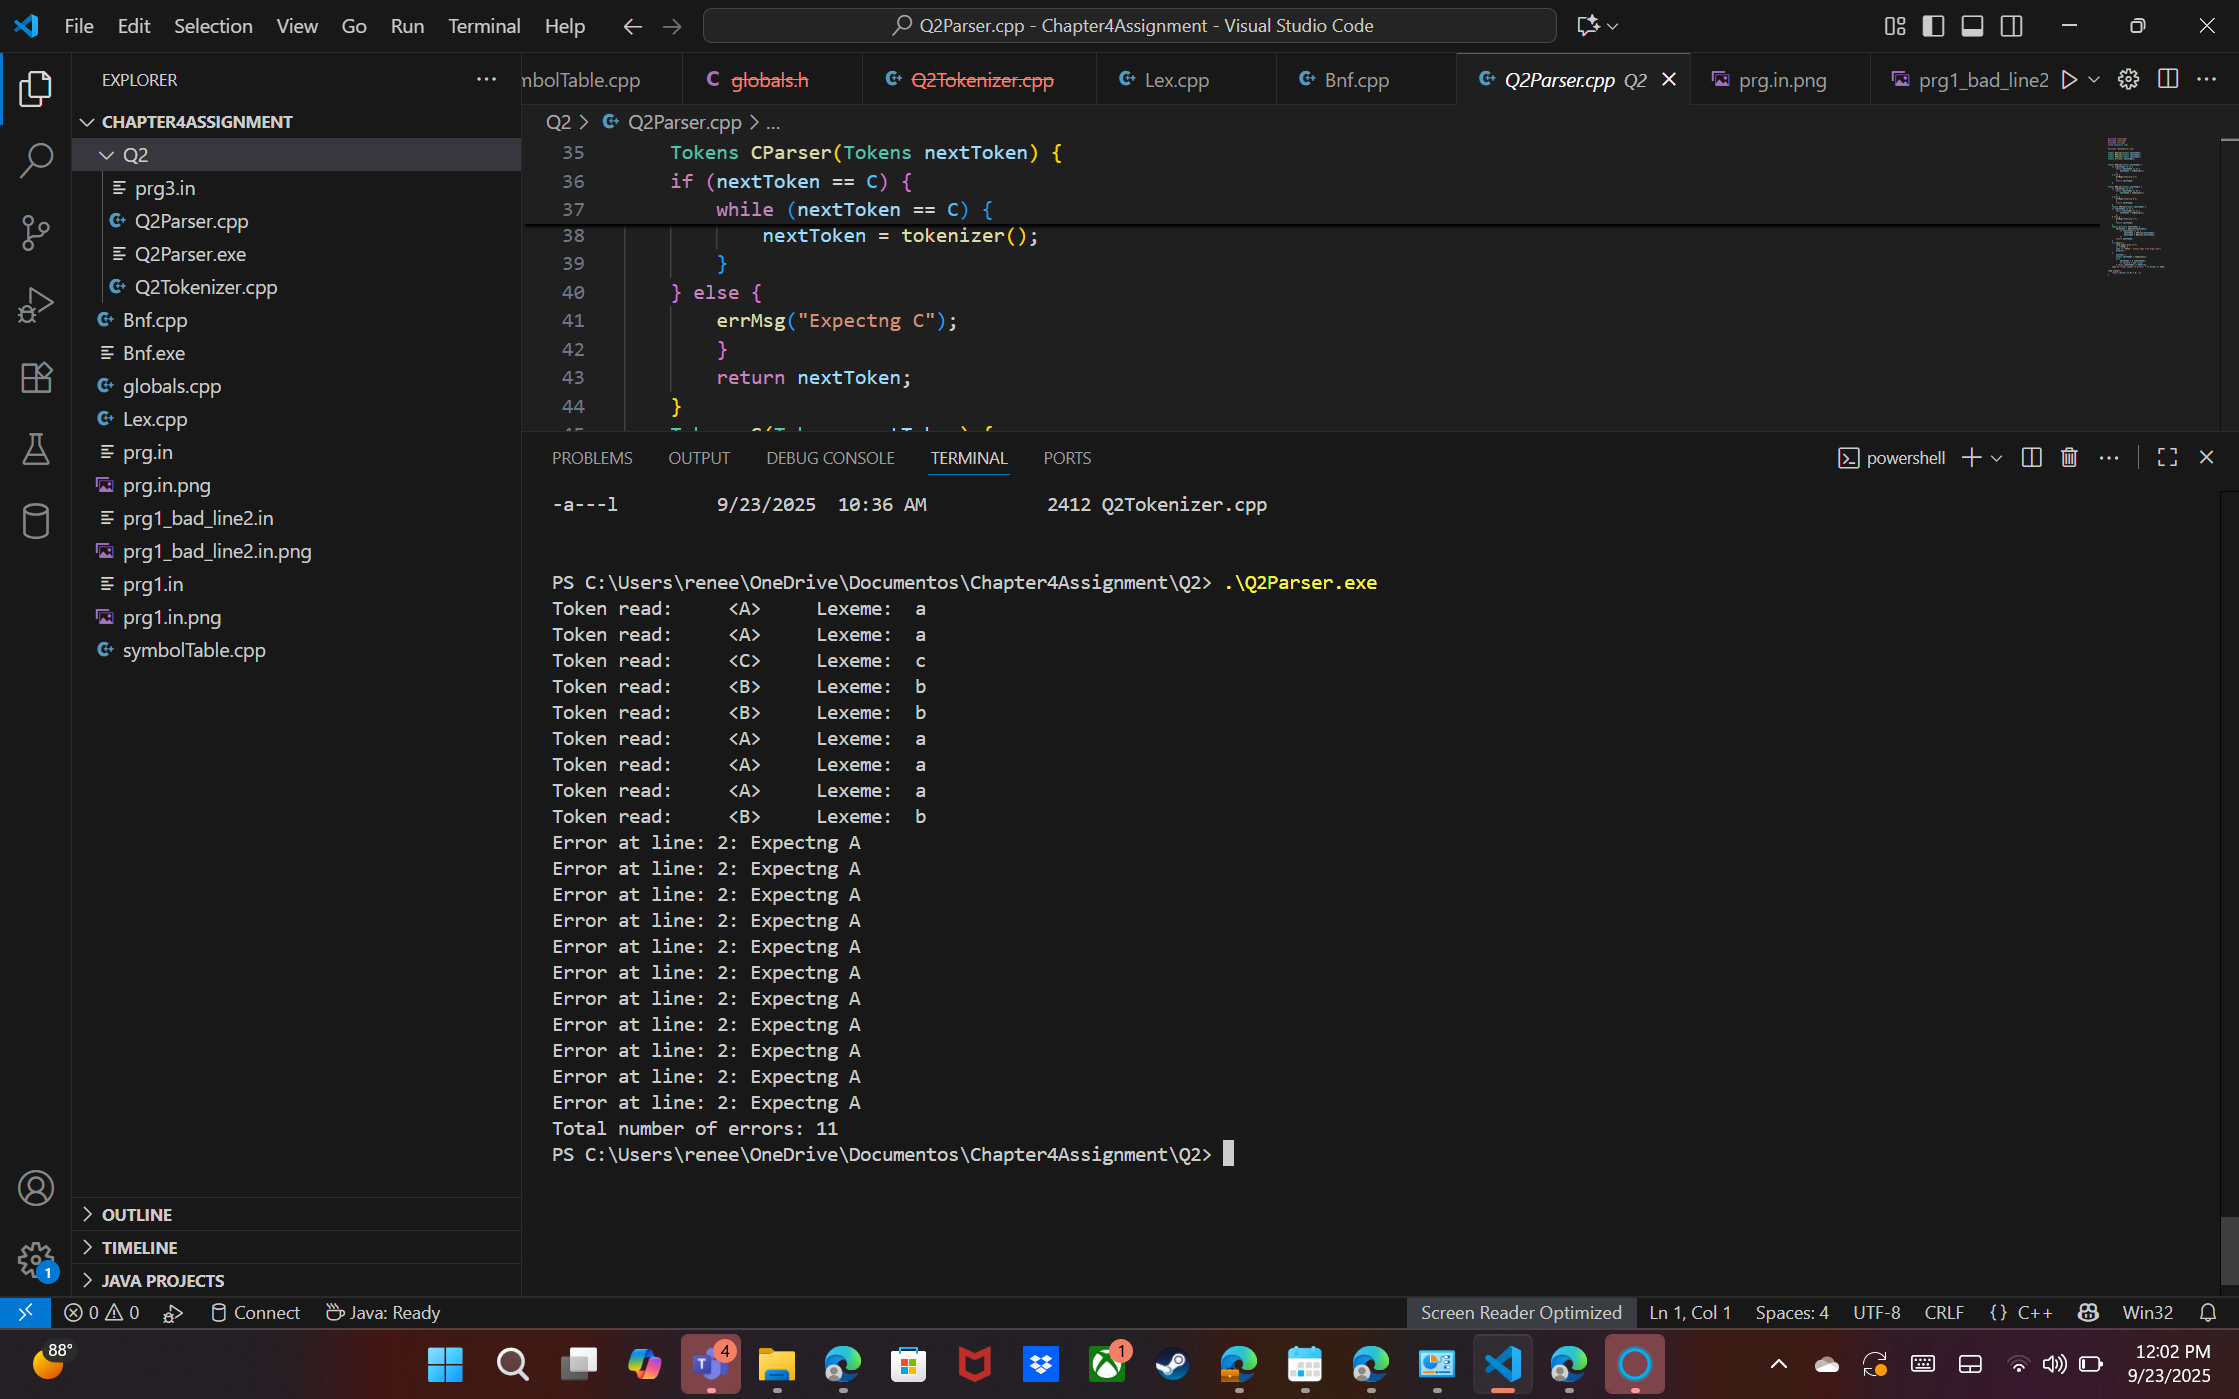 File Edit Selection View Go Run Terminal Help
Q2Parser.cpp - Chapter4Assignment - Visual Studio Code
EXPLORER
mbolTable.cpp
globals.h
Q2Tokenizer.cpp
Lex.cpp
Bnf.cpp
Q2Parser.cpp Q2
prg.in.png
prg1_bad_line2
CHAPTER4ASSIGNMENT
Q2
prg3.in
Q2Parser.cpp
Q2Parser.exe
Q2Tokenizer.cpp
Bnf.cpp
Bnf.exe
globals.cpp
Lex.cpp
prg.in
prg.in.png
prg1_bad_line2.in
prg1_bad_line2.in.png
prg1.in
prg1.in.png
symbolTable.cpp
OUTLINE
TIMELINE
JAVA PROJECTS
Q2 > Q2Parser.cpp > ...
35 Tokens CParser(Tokens nextToken) {
36 if (nextToken == C) {
37 while (nextToken == C) {
38 nextToken = tokenizer();
39 }
40 } else {
41 errMsg("Expectng C");
42 }
43 return nextToken;
44 }
PROBLEMS OUTPUT DEBUG CONSOLE TERMINAL PORTS
powershell
-a---l 9/23/2025 10:36 AM 2412 Q2Tokenizer.cpp
PS C:\Users\renee\OneDrive\Documentos\Chapter4Assignment\Q2> .\Q2Parser.exe
Token read: <A> Lexeme: a
Token read: <A> Lexeme: a
Token read: <C> Lexeme: c
Token read: <B> Lexeme: b
Token read: <B> Lexeme: b
Token read: <A> Lexeme: a
Token read: <A> Lexeme: a
Token read: <A> Lexeme: a
Token read: <B> Lexeme: b
Error at line: 2: Expectng A
Error at line: 2: Expectng A
Error at line: 2: Expectng A
Error at line: 2: Expectng A
Error at line: 2: Expectng A
Error at line: 2: Expectng A
Error at line: 2: Expectng A
Error at line: 2: Expectng A
Error at line: 2: Expectng A
Error at line: 2: Expectng A
Error at line: 2: Expectng A
Total number of errors: 11
PS C:\Users\renee\OneDrive\Documentos\Chapter4Assignment\Q2>
1
0 0 Connect Java: Ready
Screen Reader Optimized Ln 1, Col 1 Spaces: 4 UTF-8 CRLF {} C++ Win32
88°
4
1
12:02 PM
9/23/2025